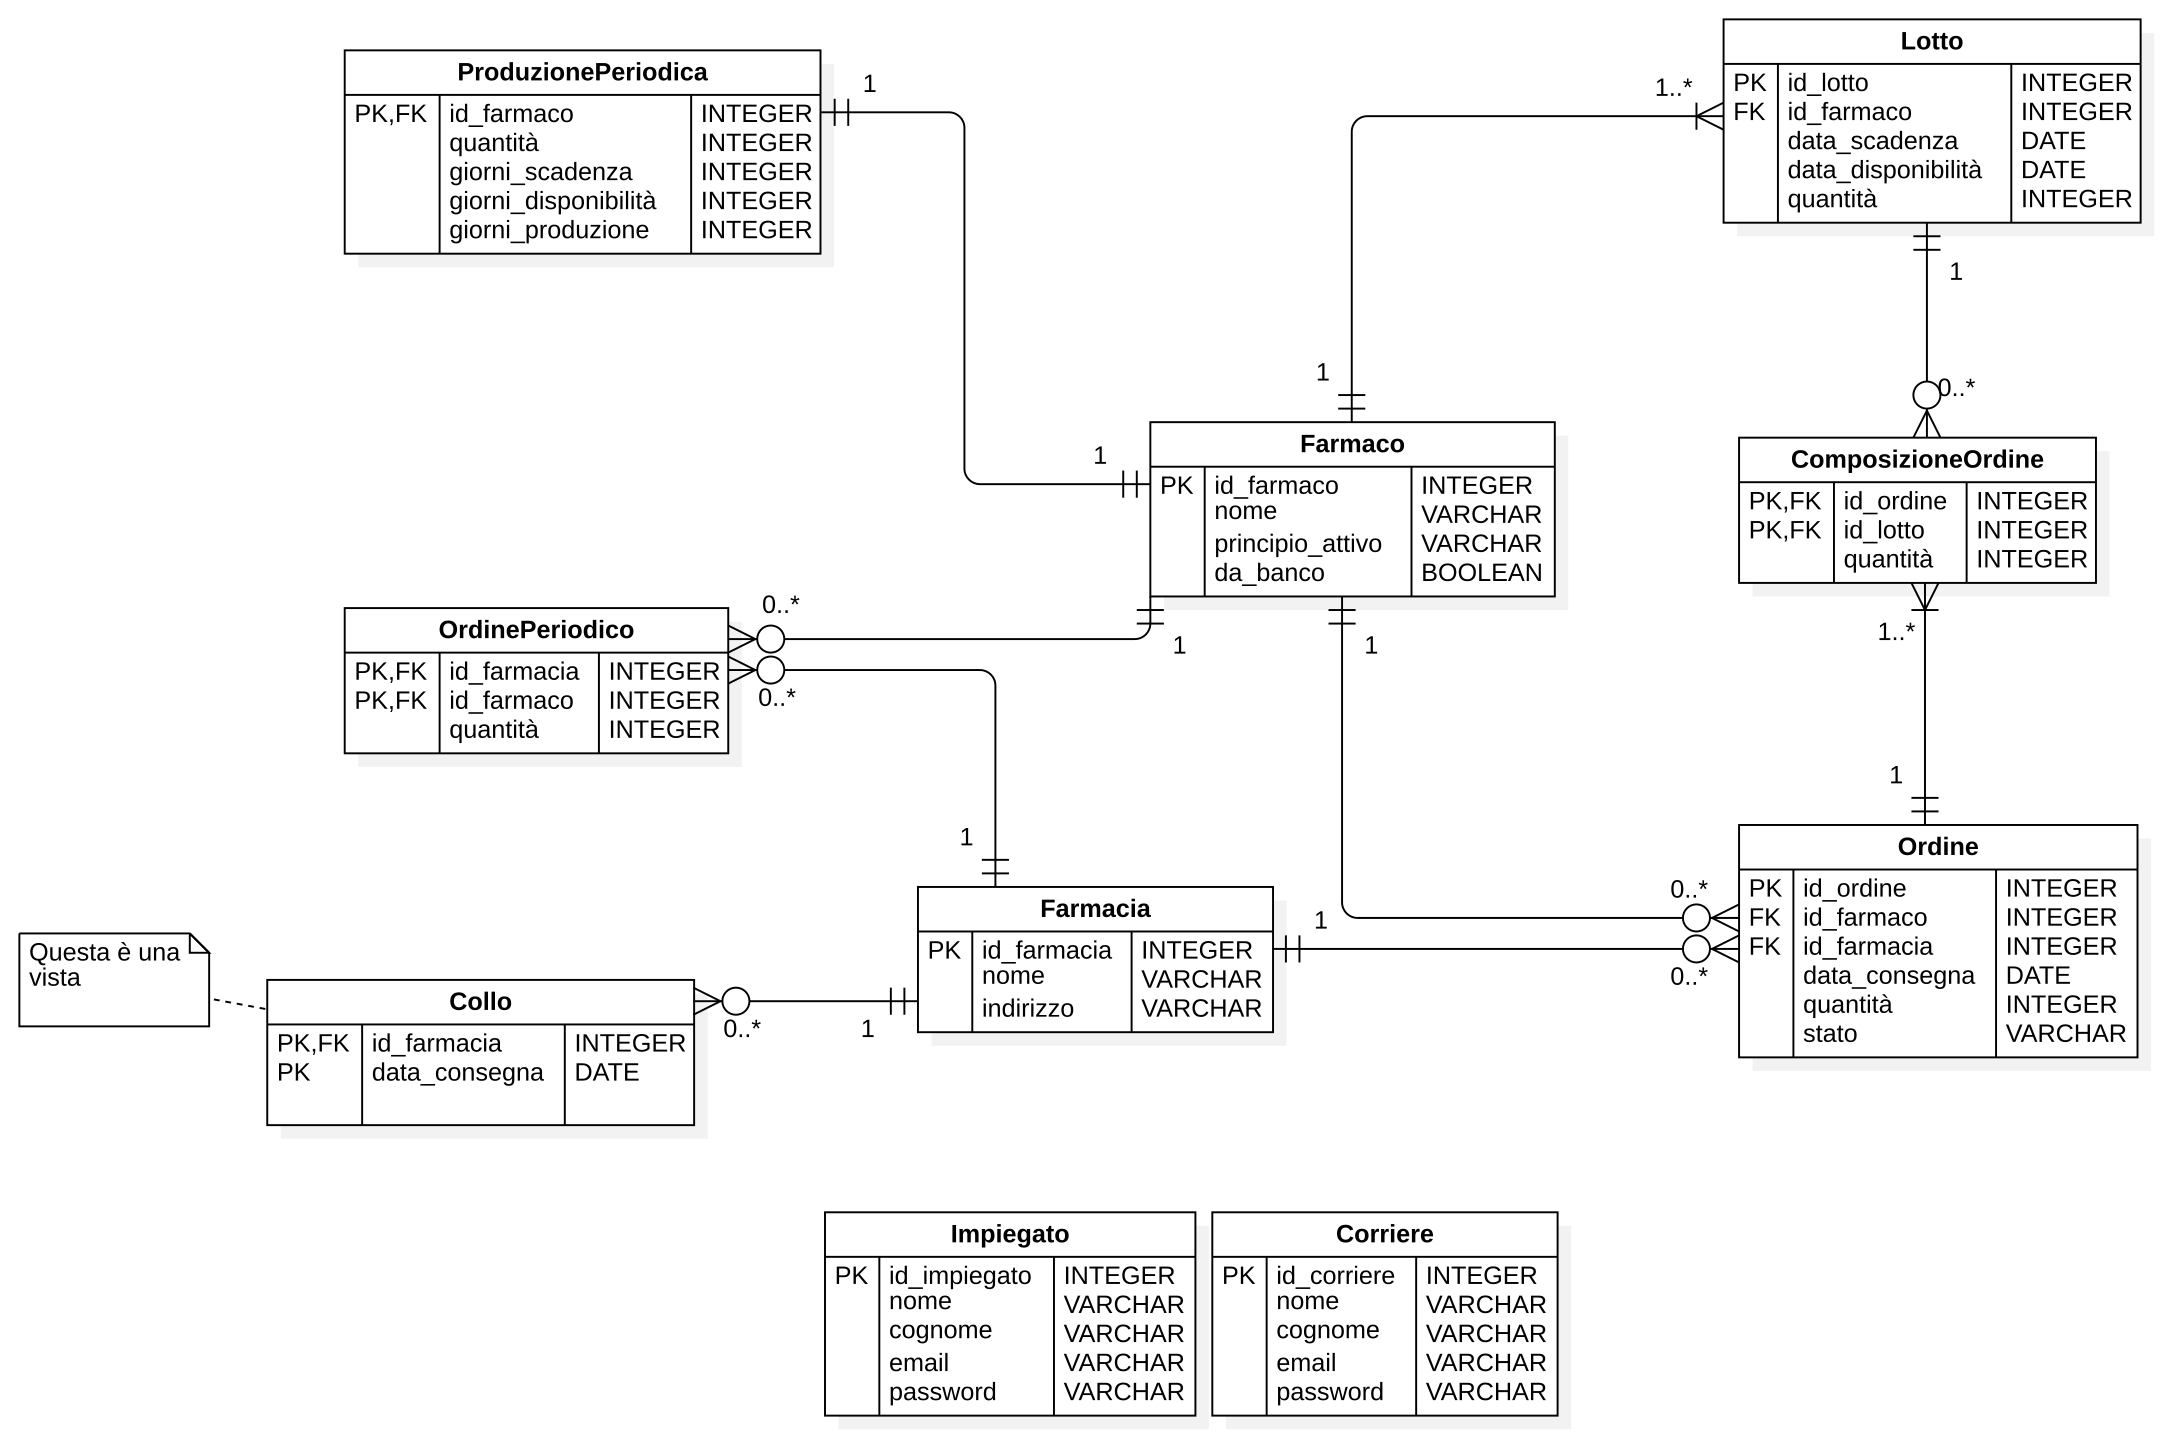 ProduzionePeriodica
PK,FK id_farmaco INTEGER
quantità INTEGER
giorni_scadenza INTEGER
giorni_disponibilità INTEGER
giorni_produzione INTEGER
1
1
Lotto
PK id_lotto INTEGER
FK id_farmaco INTEGER
data_scadenza DATE
data_disponibilità DATE
quantità INTEGER
1..*
1
1
0..*
Farmaco
PK id_farmaco INTEGER
nome VARCHAR
principio_attivo VARCHAR
da_banco BOOLEAN
ComposizioneOrdine
PK,FK id_ordine INTEGER
PK,FK id_lotto INTEGER
quantità INTEGER
1..*
1
OrdinePeriodico
PK,FK id_farmacia INTEGER
PK,FK id_farmaco INTEGER
quantità INTEGER
0..*
1
1
0..*
1
Ordine
PK id_ordine INTEGER
FK id_farmaco INTEGER
FK id_farmacia INTEGER
data_consegna DATE
quantità INTEGER
stato VARCHAR
0..*
1
0..*
Farmacia
PK id_farmacia INTEGER
nome VARCHAR
indirizzo VARCHAR
Questa è una
vista
Collo
PK,FK id_farmacia INTEGER
PK data_consegna DATE
0..*
1
Impiegato
PK id_impiegato INTEGER
nome VARCHAR
cognome VARCHAR
email VARCHAR
password VARCHAR
Corriere
PK id_corriere INTEGER
nome VARCHAR
cognome VARCHAR
email VARCHAR
password VARCHAR